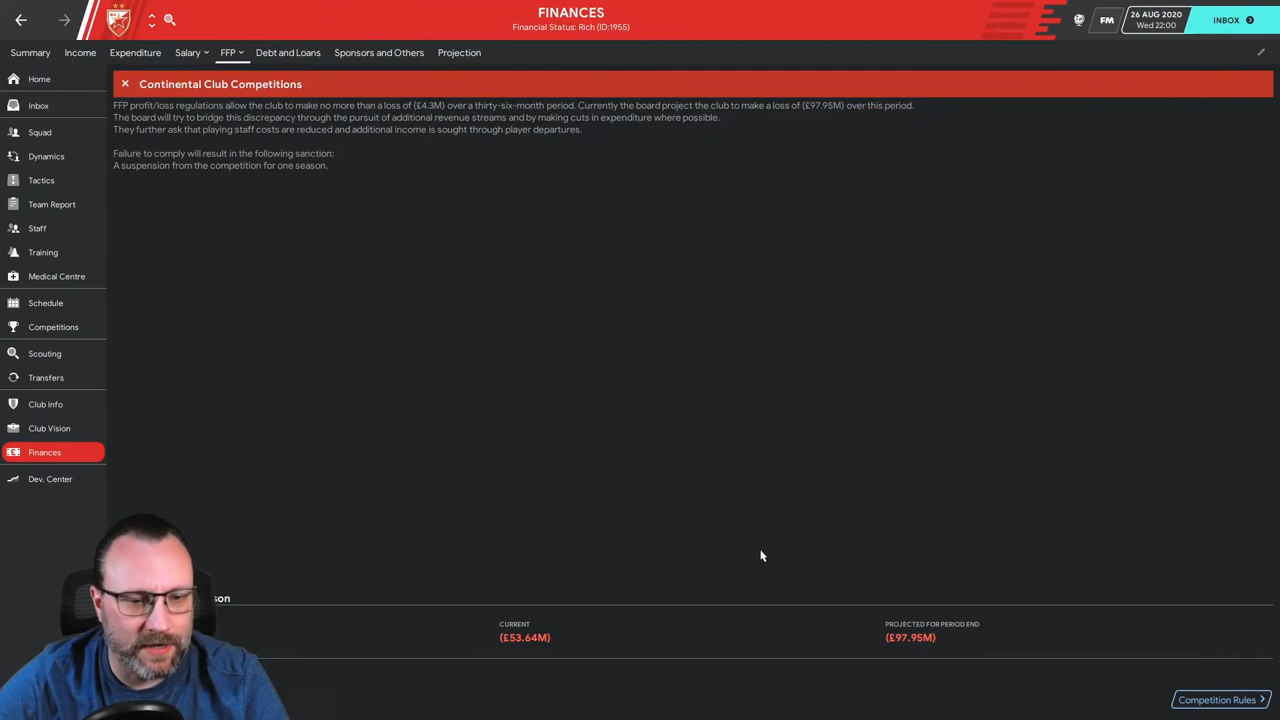 FINANCES
Financial Status: Rich (ID:1955)
FM
26 AUG 2020
Wed 22:00
INBOX
Summary Income Expenditure Salary FFP Debt and Loans Sponsors and Others Projection
Home
Inbox
Squad
Dynamics
Tactics
Team Report
Staff
Training
Medical Centre
Schedule
Competitions
Scouting
Transfers
Club Info
Club Vision
Finances
Dev. Center
Continental Club Competitions
FFP profit/loss regulations allow the club to make no more than a loss of (£4.3M) over a thirty-six-month period. Currently the board project the club to make a loss of (£97.95M) over this period.
The board will try to bridge this discrepancy through the pursuit of additional revenue streams and by making cuts in expenditure where possible.
They further ask that playing staff costs are reduced and additional income is sought through player departures.
Failure to comply will result in the following sanction:
A suspension from the competition for one season.
son
CURRENT
(£53.64M)
PROJECTED FOR PERIOD END
(£97.95M)
Competition Rules